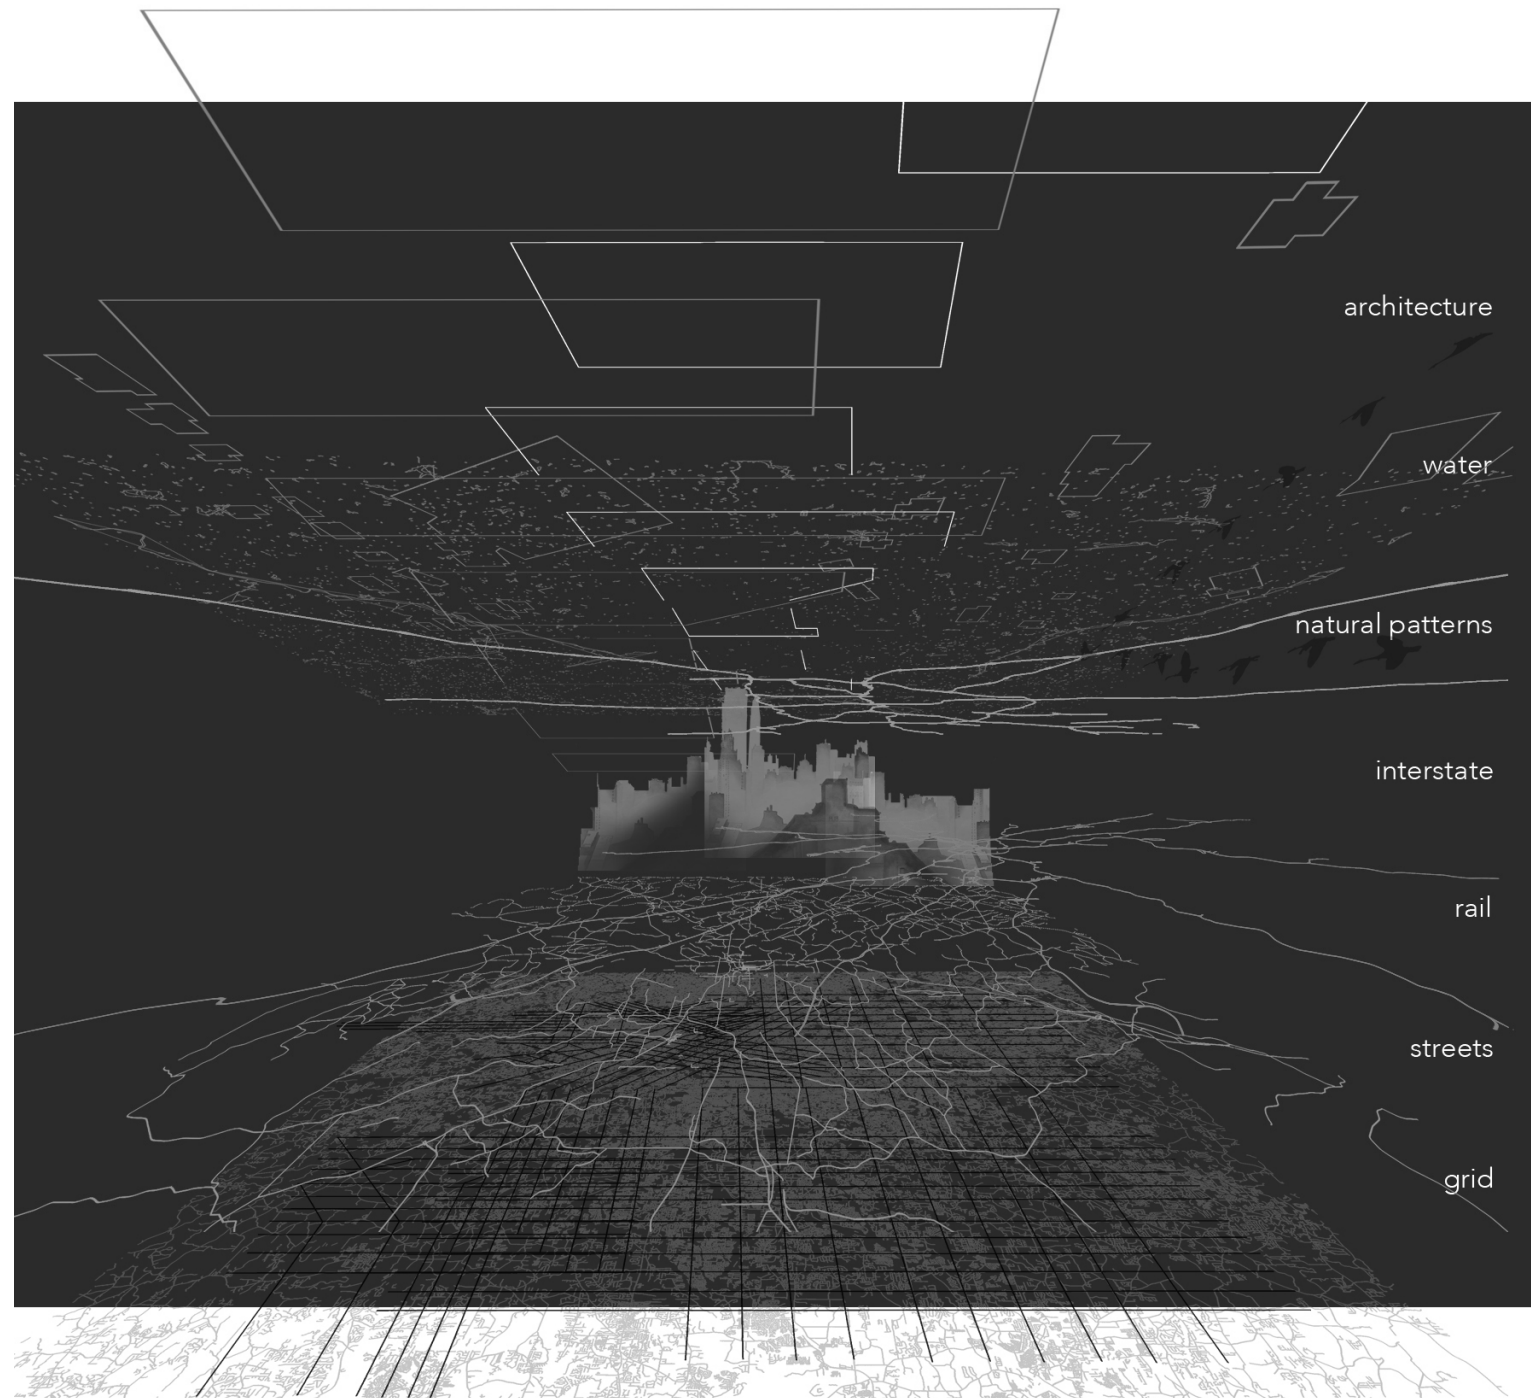 architecture
water
natural patterns
interstate
rail
streets
grid